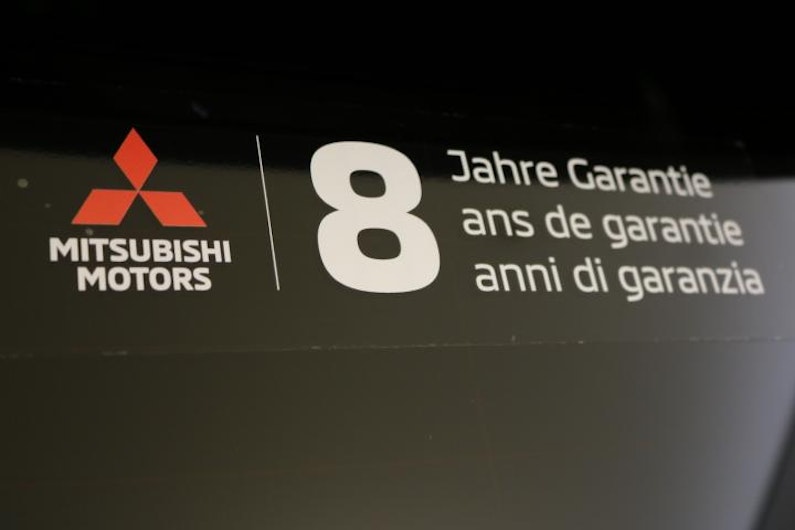 MITSUBISHI
MOTORS
8
Jahre Garantie
ans de garantie
anni di garanzia